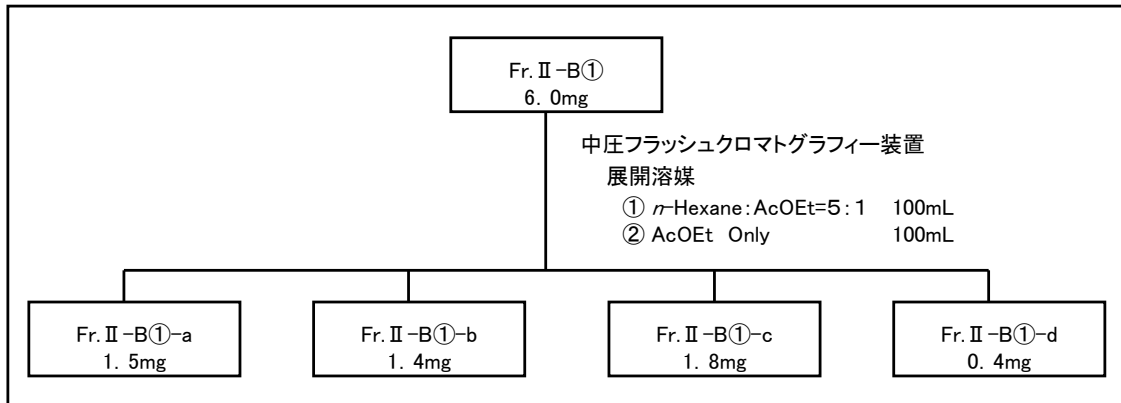 Fr.Ⅱ-B①
6.0mg
中圧フラッシュクロマトグラフィー装置
展開溶媒
① n-Hexane:AcOEt=5:1 100mL
② AcOEt Only 100mL
Fr.Ⅱ-B①-a
1.5mg
Fr.Ⅱ-B①-b
1.4mg
Fr.Ⅱ-B①-c
1.8mg
Fr.Ⅱ-B①-d
0.4mg